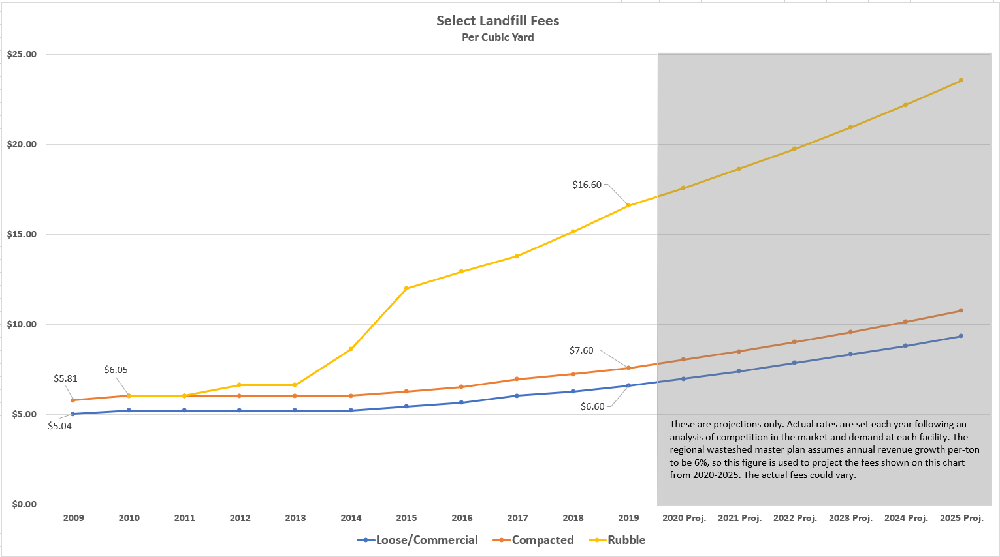 Select Landfill Fees
Per Cubic Yard
$25.00
$20.00
$15.00
$10.00
$5.00
$0.00
$5.81
$5.04
$6.05
$16.60
$7.60
$6.60
These are projections only. Actual rates are set each year following an
analysis of competition in the market and demand at each facility. The
regional wasteshed master plan assumes annual revenue growth per-ton
to be 6%, so this figure is used to project the fees shown on this chart
from 2020-2025. The actual fees could vary.
2009 2010 2011 2012 2013 2014 2015 2016 2017 2018 2019 2020 Proj. 2021 Proj. 2022 Proj. 2023 Proj. 2024 Proj. 2025 Proj.
Loose/Commercial Compacted Rubble